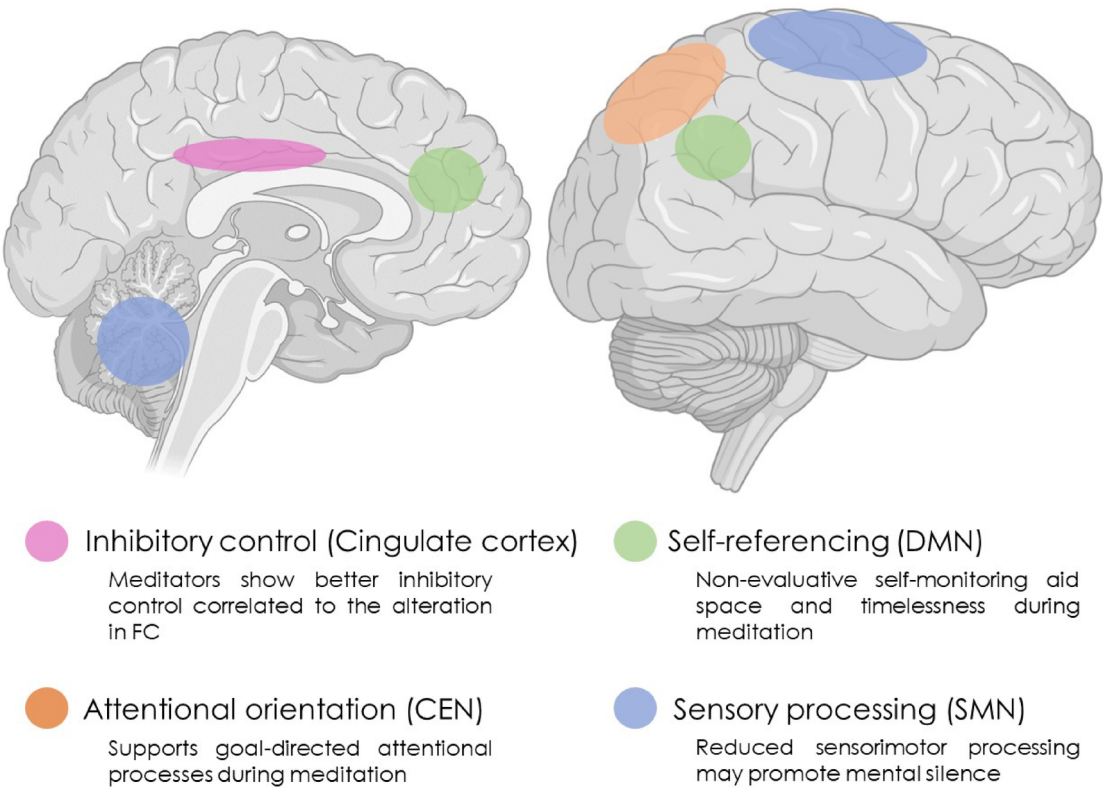 Inhibitory control (Cingulate cortex)
Meditators show better inhibitory
control correlated to the alteration
in FC
Self-referencing (DMN)
Non-evaluative self-monitoring aid
space and timelessness during
meditation
Attentional orientation (CEN)
Supports goal-directed attentional
processes during meditation
Sensory processing (SMN)
Reduced sensorimotor processing
may promote mental silence